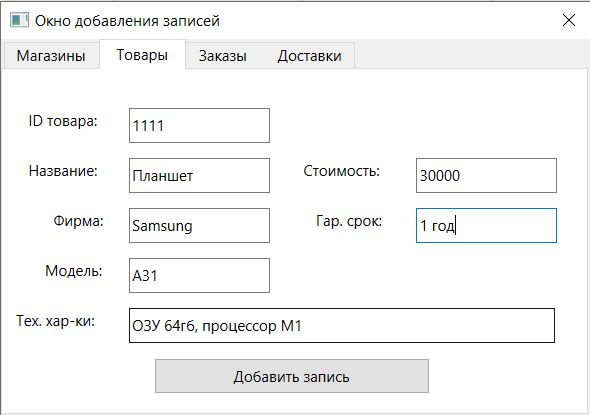 Окно добавления записей
Магазины Товары Заказы Доставки
ID товара: 1111
Название: Планшет Стоимость: 30000
Фирма: Samsung Гар. срок: 1 год
Модель: A31
Тех. хар-ки: ОЗУ 64гб, процессор M1
Добавить запись